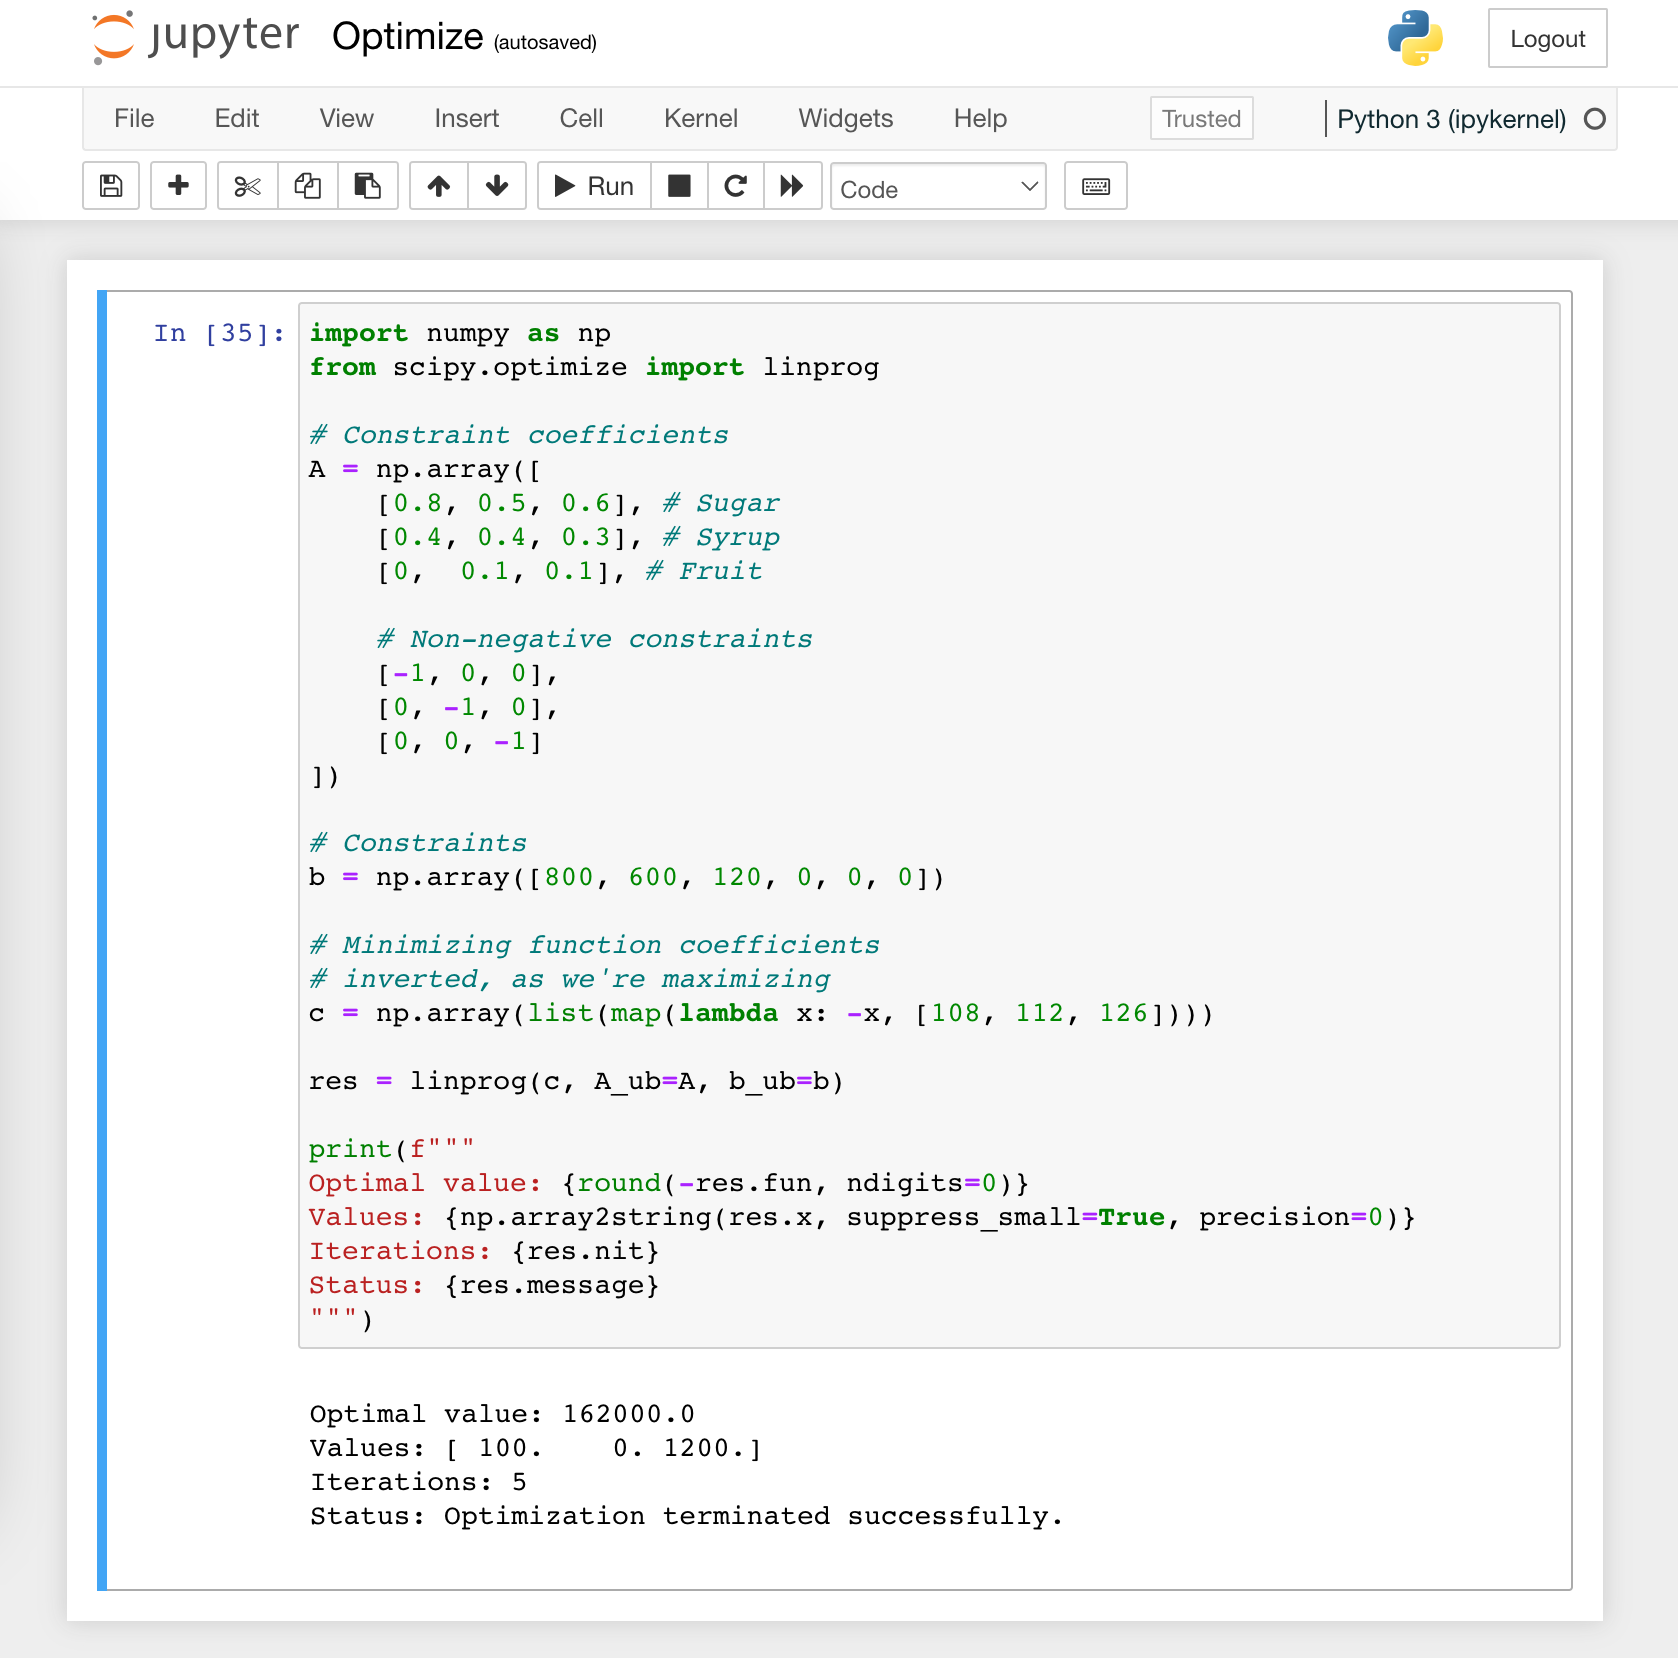 jupyter Optimize (autosaved)
Logout
File Edit View Insert Cell Kernel Widgets Help Trusted Python 3 (ipykernel)
Run Code
In [35]:
import numpy as np
from scipy.optimize import linprog
# Constraint coefficients
A = np.array([
    [0.8, 0.5, 0.6], # Sugar
    [0.4, 0.4, 0.3], # Syrup
    [0,  0.1, 0.1], # Fruit
    # Non-negative constraints
    [-1, 0, 0],
    [0, -1, 0],
    [0, 0, -1]
])
# Constraints
b = np.array([800, 600, 120, 0, 0, 0])
# Minimizing function coefficients
# inverted, as we're maximizing
c = np.array(list(map(lambda x: -x, [108, 112, 126])))
res = linprog(c, A_ub=A, b_ub=b)
print(f"""
Optimal value: {round(-res.fun, ndigits=0)}
Values: {np.array2string(res.x, suppress_small=True, precision=0)}
Iterations: {res.nit}
Status: {res.message}
""")
Optimal value: 162000.0
Values: [ 100.    0. 1200.]
Iterations: 5
Status: Optimization terminated successfully.